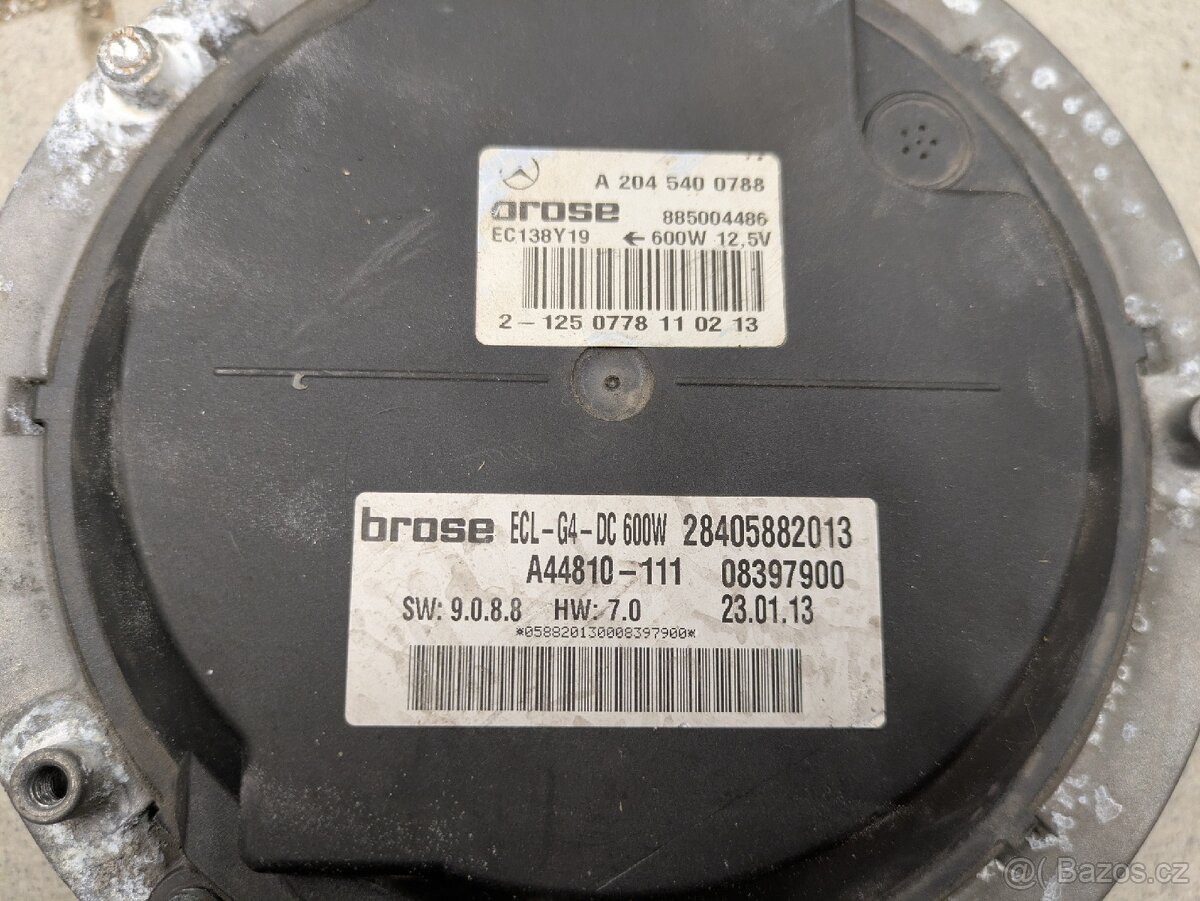 A 204 540 0788
brose 885004486
EC138Y19 ← 600W 12,5V
2-125 0778 11 02 13
brose ECL-G4-DC 600W 28405882013
A44810-111 08397900
SW: 9.0.8.8 HW: 7.0 23.01.13
*058820130008397900*
@( Bazos.cz